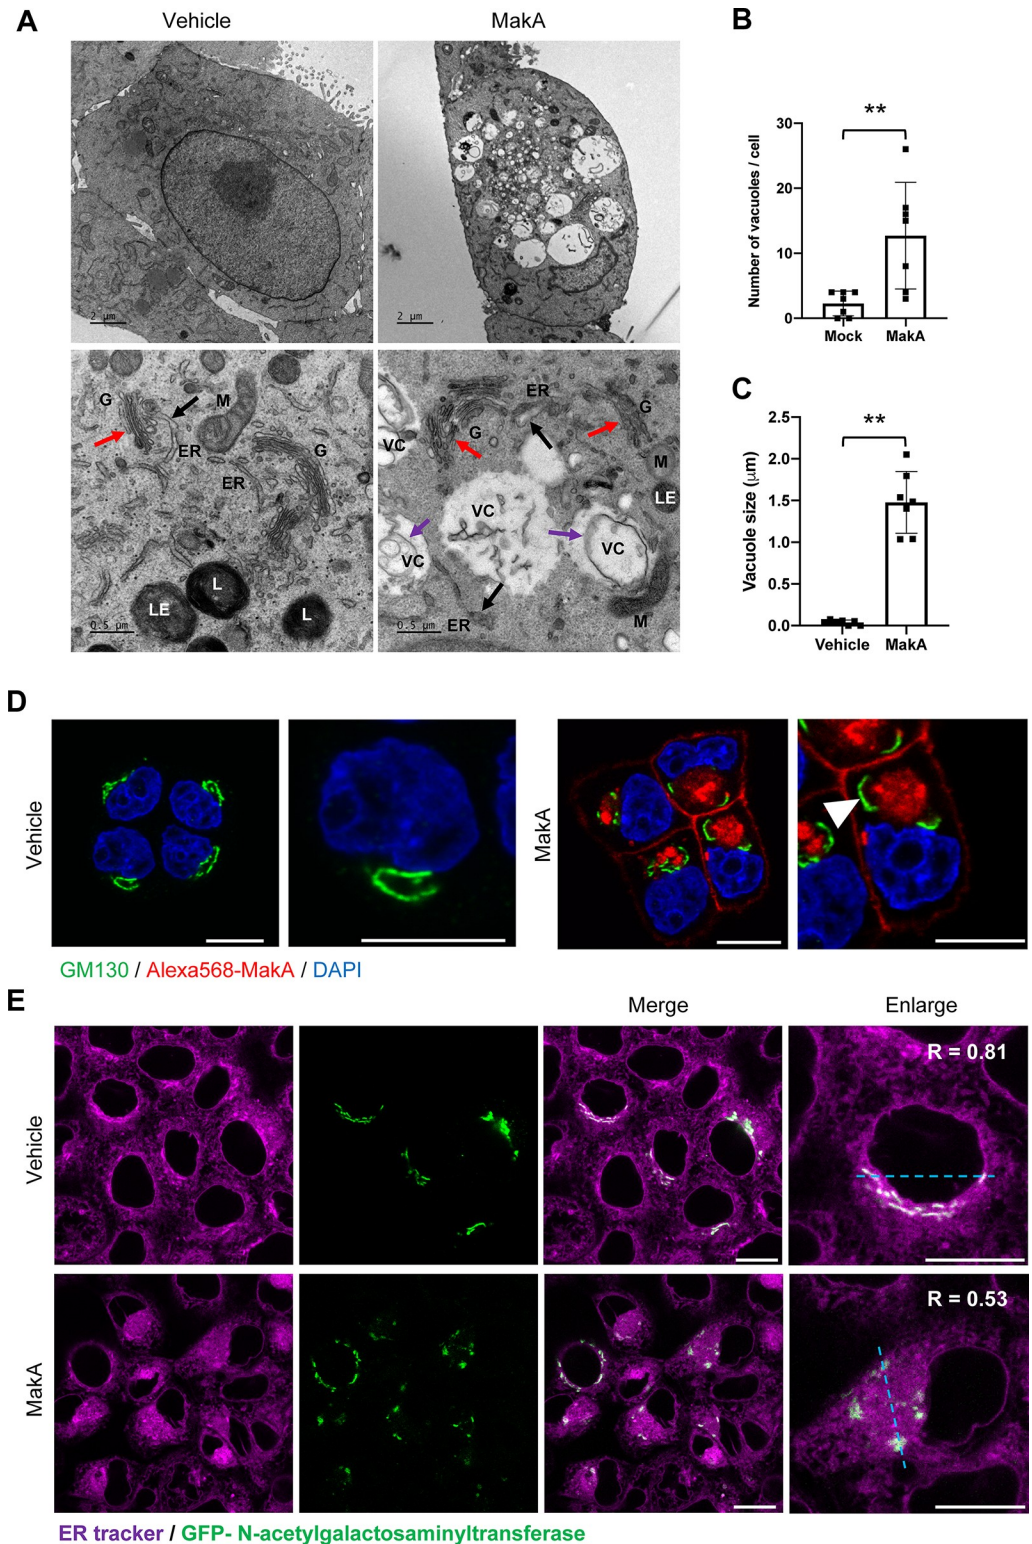 A
Vehicle
MakA
2 µm
2 µm
G
M
ER
ER
G
L
LE
L
0.5 µm
ER
G
G
VC
M
LE
VC
VC
VC
0.5 µm
ER
M
B
**
Number of vacuoles / cell
30
20
10
0
Mock
MakA
C
**
Vacuole size (µm)
2.5
2.0
1.5
1.0
0.5
0.0
Vehicle
MakA
D
Vehicle
MakA
GM130 / Alexa568-MakA / DAPI
E
Merge
Enlarge
Vehicle
R = 0.81
MakA
R = 0.53
ER tracker / GFP- N-acetylgalactosaminyltransferase